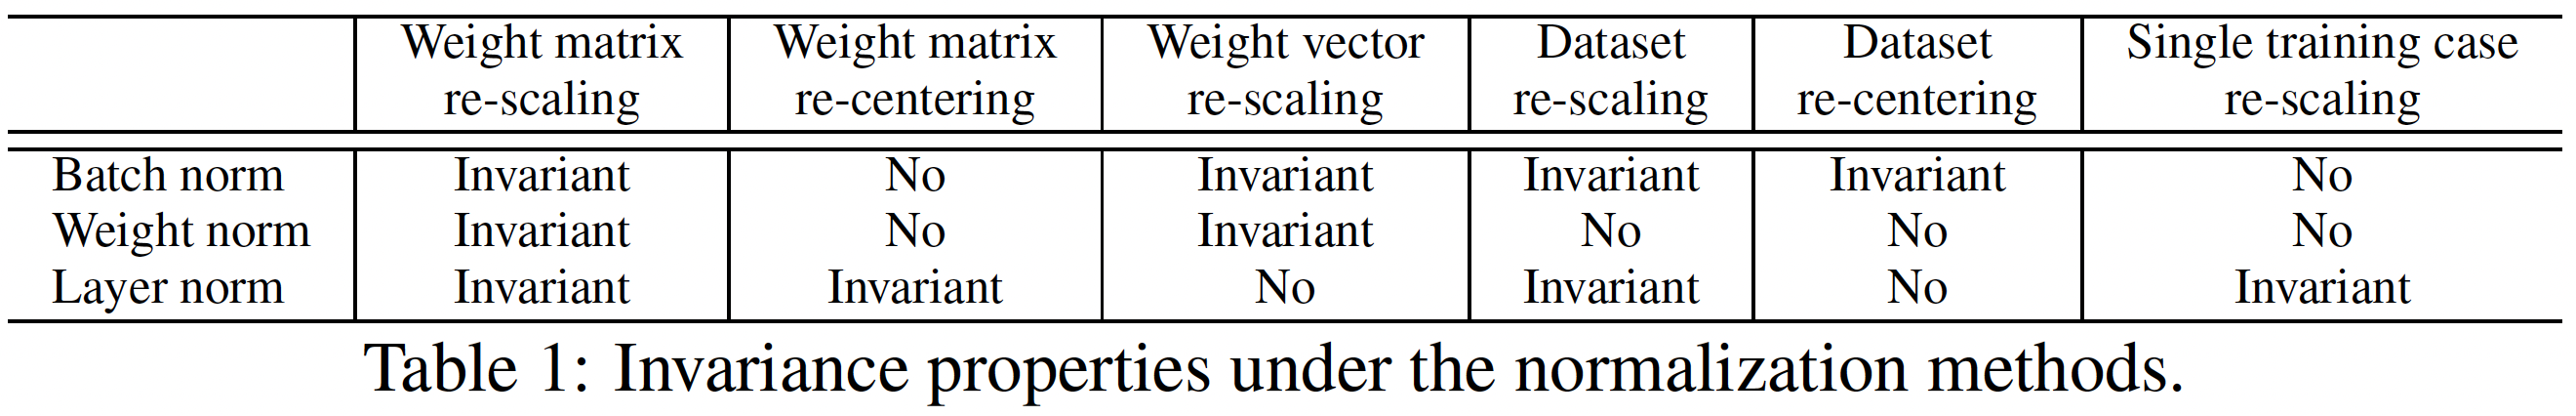 Weight matrix Weight matrix Weight vector Dataset Dataset Single training case
re-scaling re-centering re-scaling re-scaling re-centering re-scaling
Batch norm Invariant No Invariant Invariant Invariant No
Weight norm Invariant No Invariant No No No
Layer norm Invariant Invariant No Invariant No Invariant
Table 1: Invariance properties under the normalization methods.